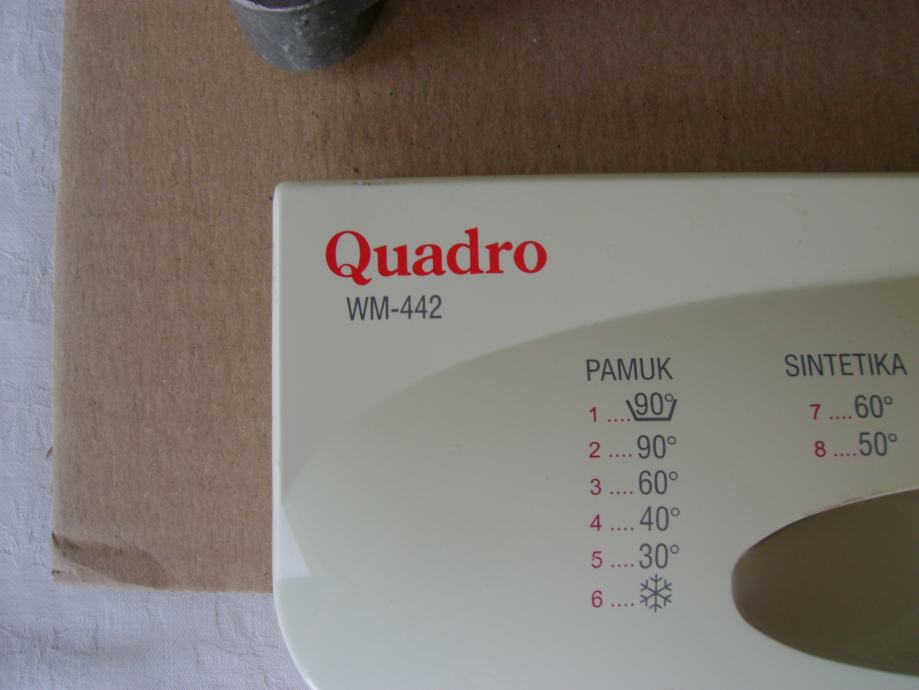 Quadro
WM-442
PAMUK
1 ....90°
2 ....90°
3 ....60°
4 ....40°
5 ....30°
6 ....
SINTETIKA
7 ....60°
8 ....50°